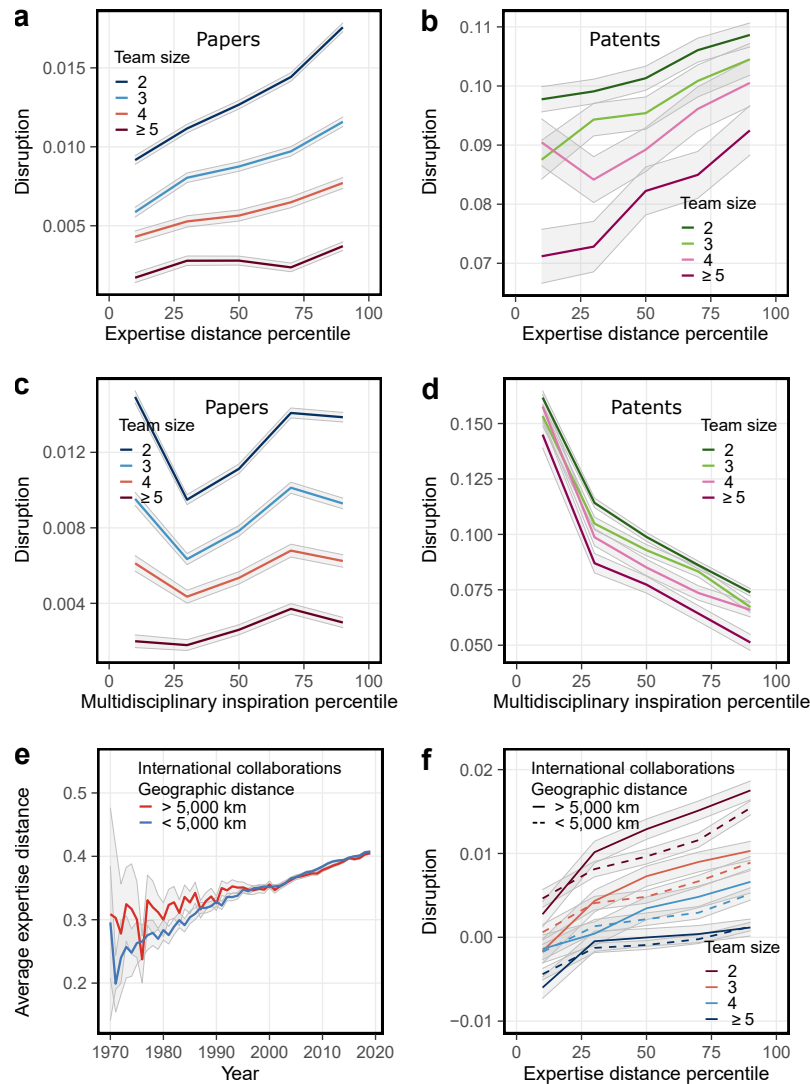 a
Papers
Team size
2
3
4
≥ 5
0.015
0.010
0.005
Disruption
0
25
50
75
100
Expertise distance percentile
b
Patents
0.11
0.10
0.09
0.08
0.07
Disruption
Team size
2
3
4
≥ 5
0
25
50
75
100
Expertise distance percentile
c
Papers
Team size
2
3
4
≥ 5
0.012
0.008
0.004
Disruption
0
25
50
75
100
Multidisciplinary inspiration percentile
d
Patents
Team size
2
3
4
≥ 5
0.150
0.125
0.100
0.075
0.050
Disruption
0
25
50
75
100
Multidisciplinary inspiration percentile
e
International collaborations
Geographic distance
> 5,000 km
< 5,000 km
0.5
0.4
0.3
0.2
Average expertise distance
1970
1980
1990
2000
2010
2020
Year
f
International collaborations
Geographic distance
> 5,000 km
< 5,000 km
0.02
0.01
0.00
−0.01
Disruption
Team size
2
3
4
≥ 5
0
25
50
75
100
Expertise distance percentile